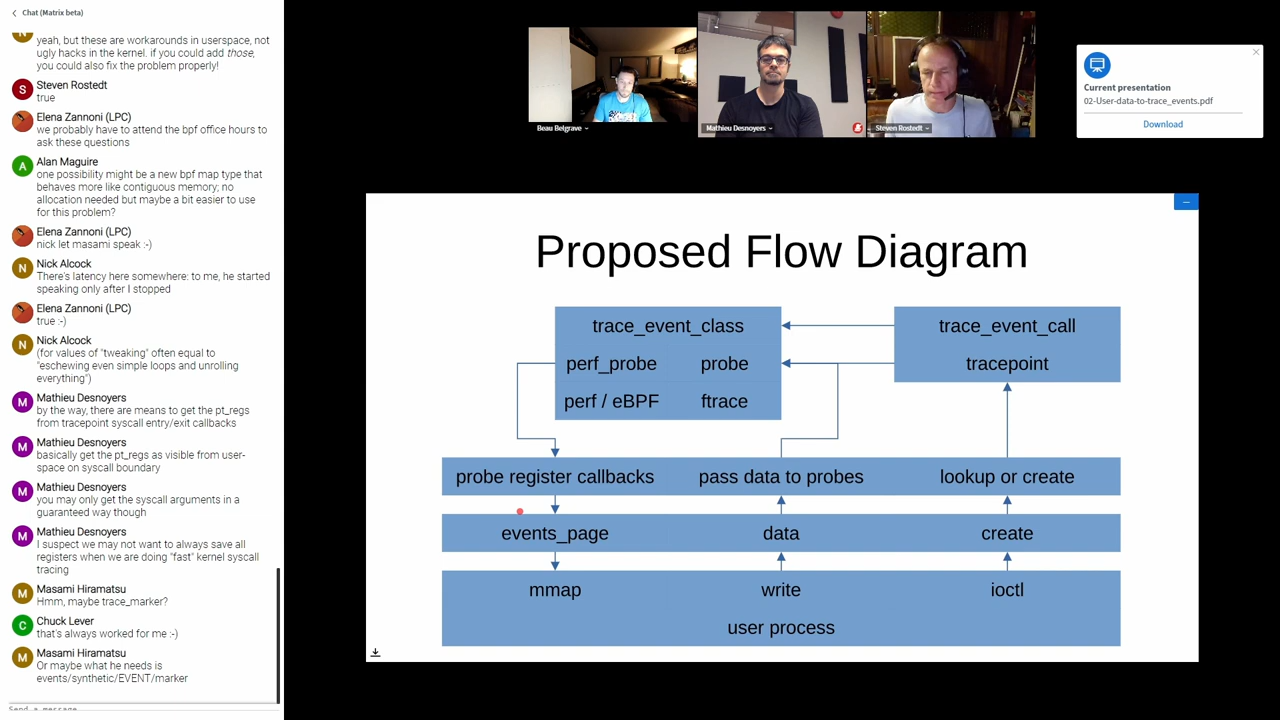 Chat (Matrix beta)
N
yeah, but these are workarounds in userspace, not
ugly hacks in the kernel. if you could add those,
you could also fix the problem properly!
S
Steven Rostedt
true
Elena Zannoni (LPC)
we probably have to attend the bpf office hours to
ask these questions
A
Alan Maguire
one possibility might be a new bpf map type that
behaves more like contiguous memory; no
allocation needed but maybe a bit easier to use
for this problem?
Elena Zannoni (LPC)
nick let masami speak :-)
N
Nick Alcock
There's latency here somewhere: to me, he started
speaking only after I stopped
Elena Zannoni (LPC)
true :-)
N
Nick Alcock
(for values of "tweaking" often equal to
"eschewing even simple loops and unrolling
everything")
M
Mathieu Desnoyers
by the way, there are means to get the pt_regs
from tracepoint syscall entry/exit callbacks
M
Mathieu Desnoyers
basically get the pt_regs as visible from user-
space on syscall boundary
M
Mathieu Desnoyers
you may only get the syscall arguments in a
guaranteed way though
M
Mathieu Desnoyers
I suspect we may not want to always save all
registers when we are doing "fast" kernel syscall
tracing
M
Masami Hiramatsu
Hmm, maybe trace_marker?
C
Chuck Lever
that's always worked for me :-)
M
Masami Hiramatsu
Or maybe what he needs is
events/synthetic/EVENT/marker
Send a message
Beau Belgrave
Mathieu Desnoyers
Steven Rostedt
Current presentation
02-User-data-to-trace_events.pdf
Download
Proposed Flow Diagram
trace_event_class
trace_event_call
perf_probe
probe
tracepoint
perf / eBPF
ftrace
probe register callbacks
pass data to probes
lookup or create
events_page
data
create
mmap
write
ioctl
user process